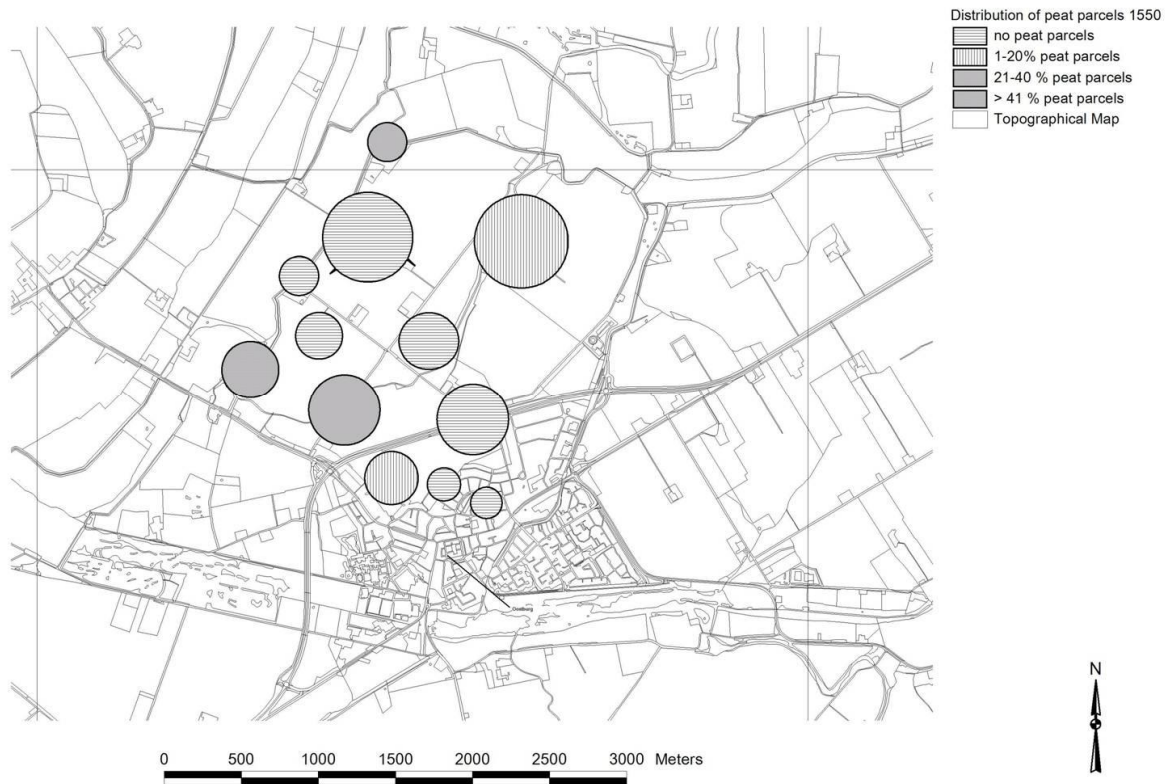 Distribution of peat parcels 1550
no peat parcels
1-20% peat parcels
21-40 % peat parcels
> 41 % peat parcels
Topographical Map
Oostburg
N
0 500 1000 1500 2000 2500 3000 Meters